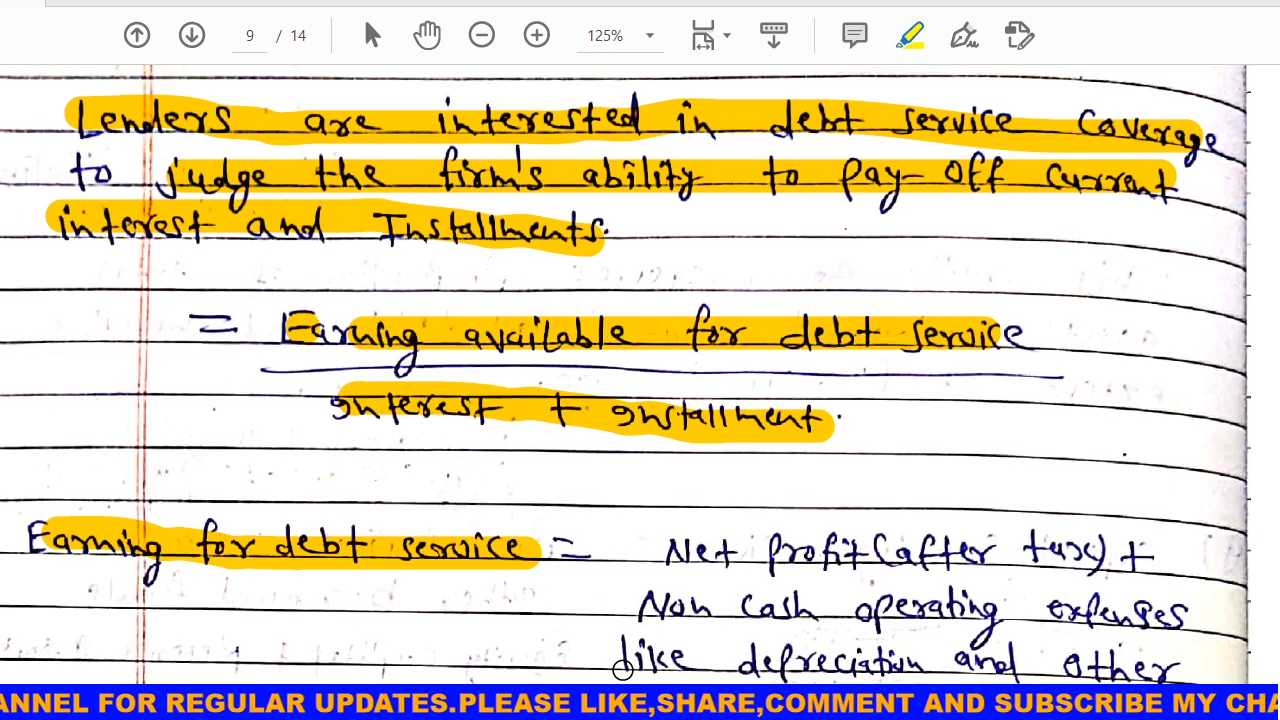 9 / 14 125%
Lenders are interested in debt service coverage
to judge the firm's ability to pay-off current
interest and Installments.
= Earning available for debt service
interest + installment.
Earning for debt service = Net profit (after tax) +
Non cash operating expenses
like depreciation and other
ANNEL FOR REGULAR UPDATES.PLEASE LIKE,SHARE,COMMENT AND SUBSCRIBE MY CHA